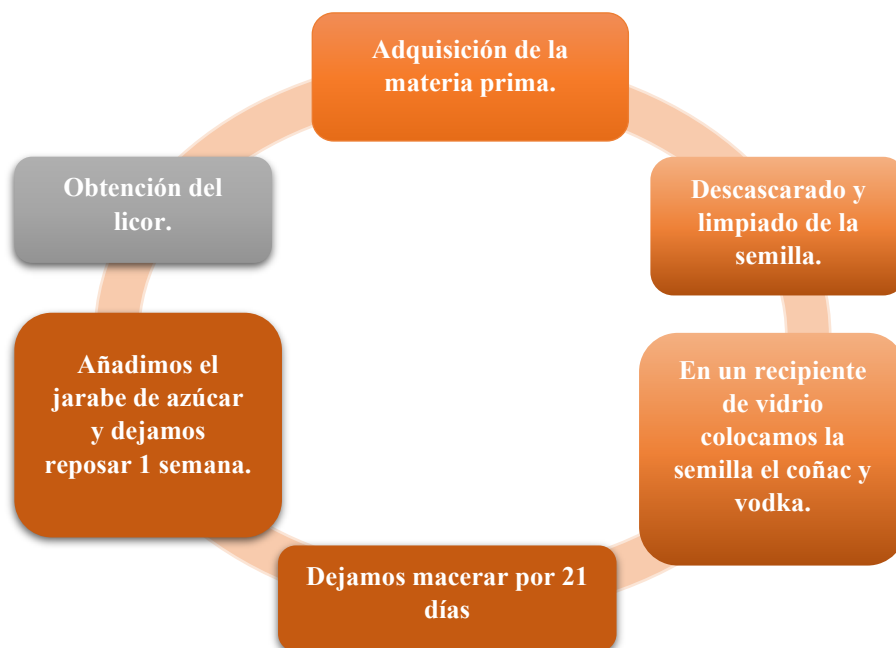 Adquisición de la
materia prima.
Descascarado y
limpiado de la
semilla.
En un recipiente
de vidrio
colocamos la
semilla el coñac y
vodka.
Dejamos macerar por 21
días
Añadimos el
jarabe de azúcar
y dejamos
reposar 1 semana.
Obtención del
licor.